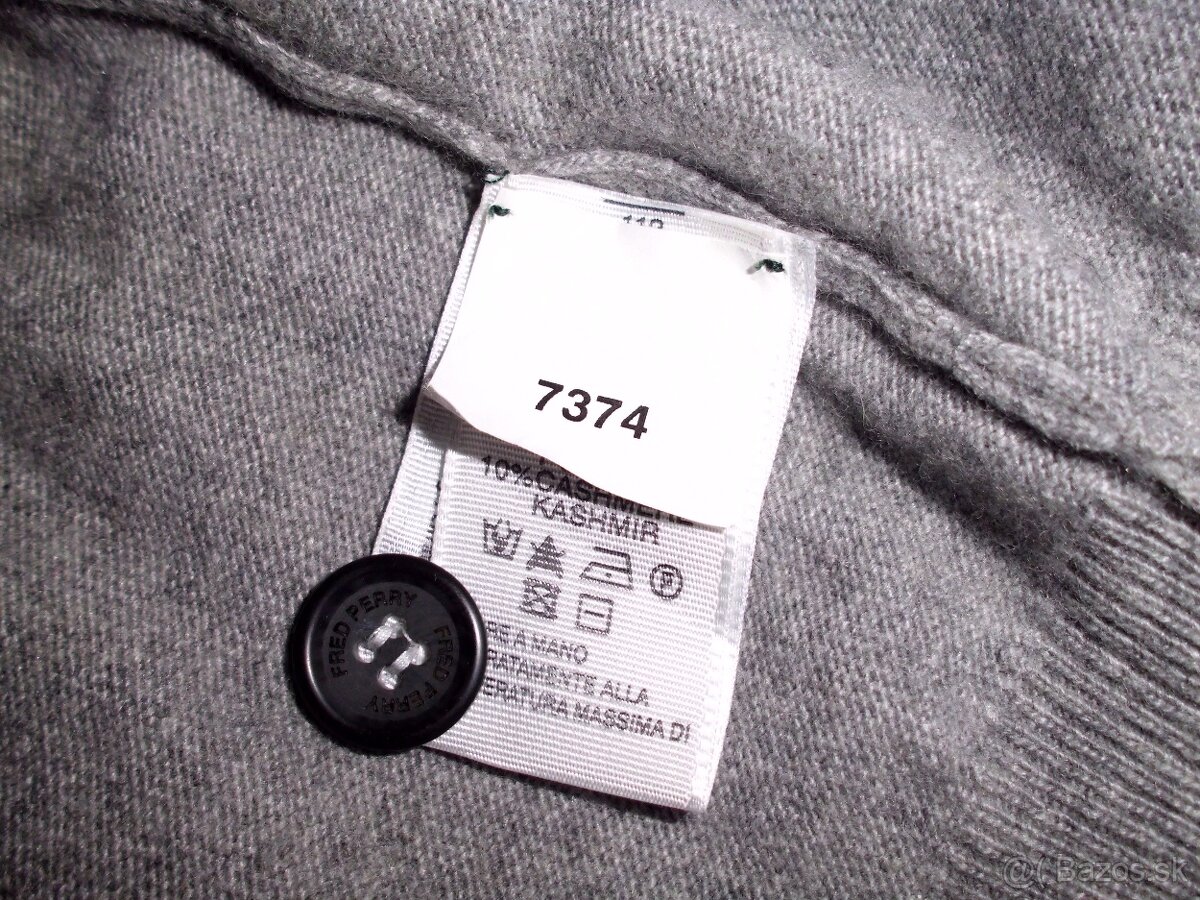 7374
10%CASHMERE
KASHMIR
P
FRED PERRY
FRED PERRY
FRED PERRY
RE A MANO
RATAMENTE ALLA
ERATURA MASSIMA DI
@( Bazos.sk